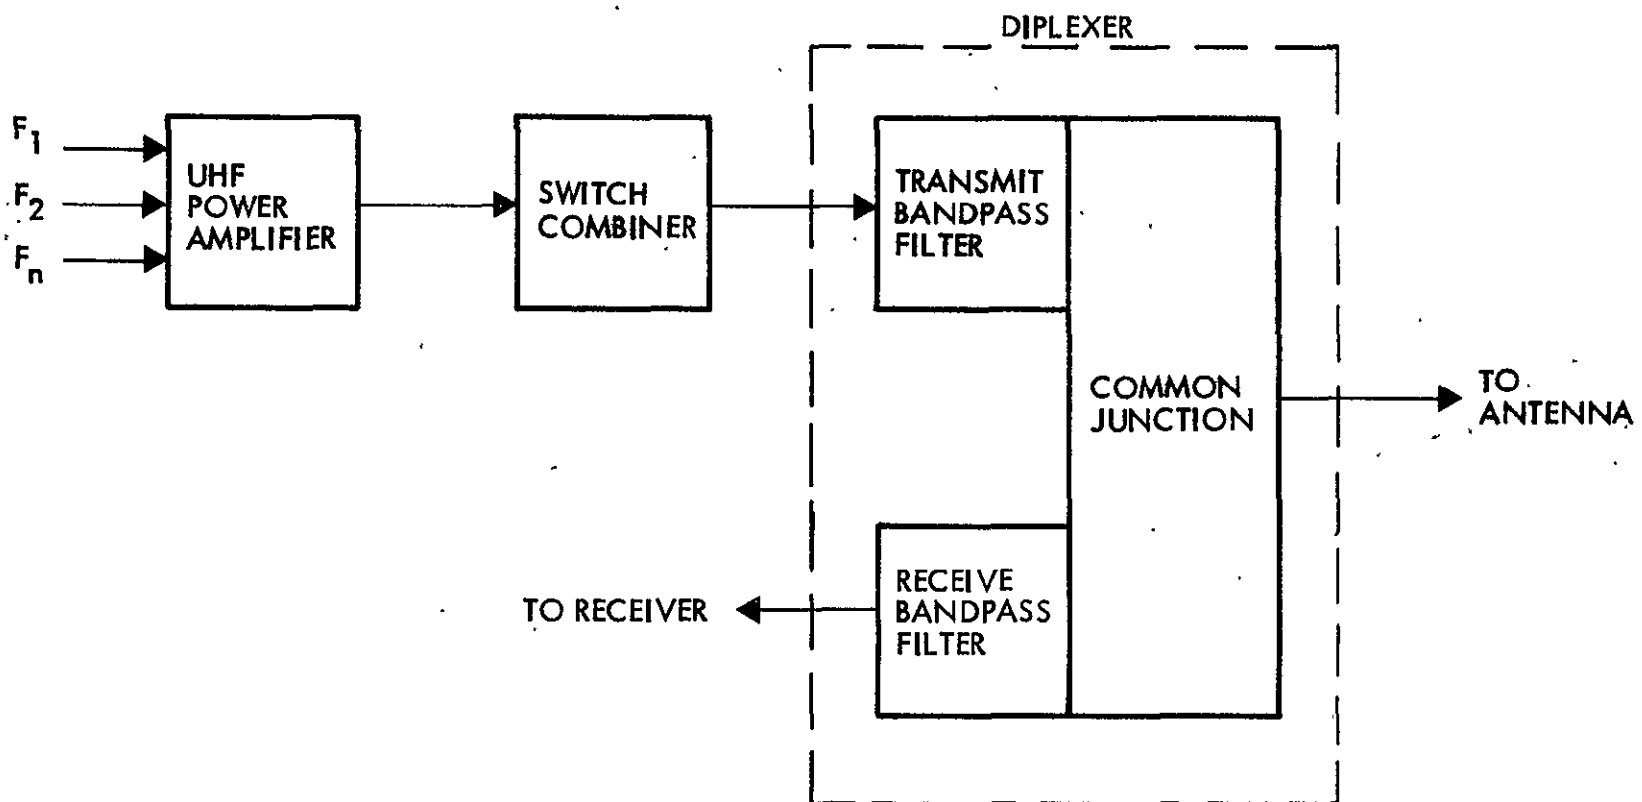 DIPLEXER
F1
F2
Fn
UHF
POWER
AMPLIFIER
SWITCH
COMBINER
TRANSMIT
BANDPASS
FILTER
COMMON
JUNCTION
TO
ANTENNA
TO RECEIVER
RECEIVE
BANDPASS
FILTER